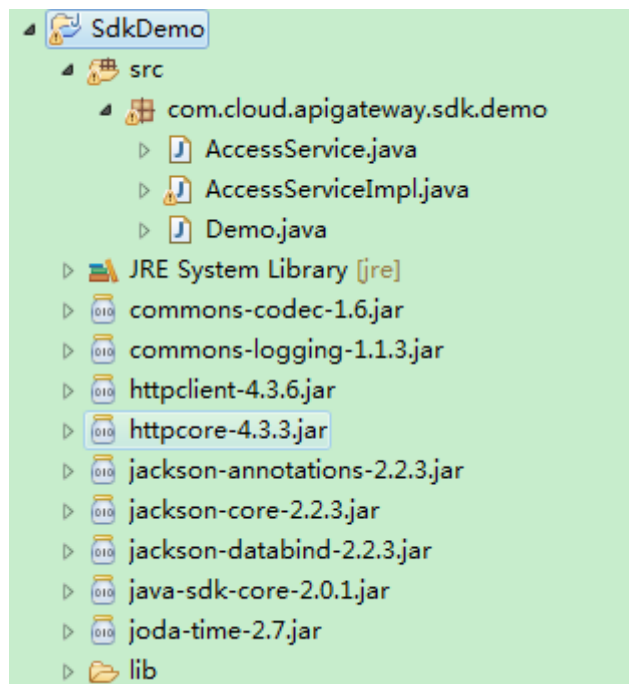 SdkDemo
src
com.cloud.apigateway.sdk.demo
AccessService.java
AccessServiceImpl.java
Demo.java
JRE System Library [jre]
commons-codec-1.6.jar
commons-logging-1.1.3.jar
httpclient-4.3.6.jar
httpcore-4.3.3.jar
jackson-annotations-2.2.3.jar
jackson-core-2.2.3.jar
jackson-databind-2.2.3.jar
java-sdk-core-2.0.1.jar
joda-time-2.7.jar
lib